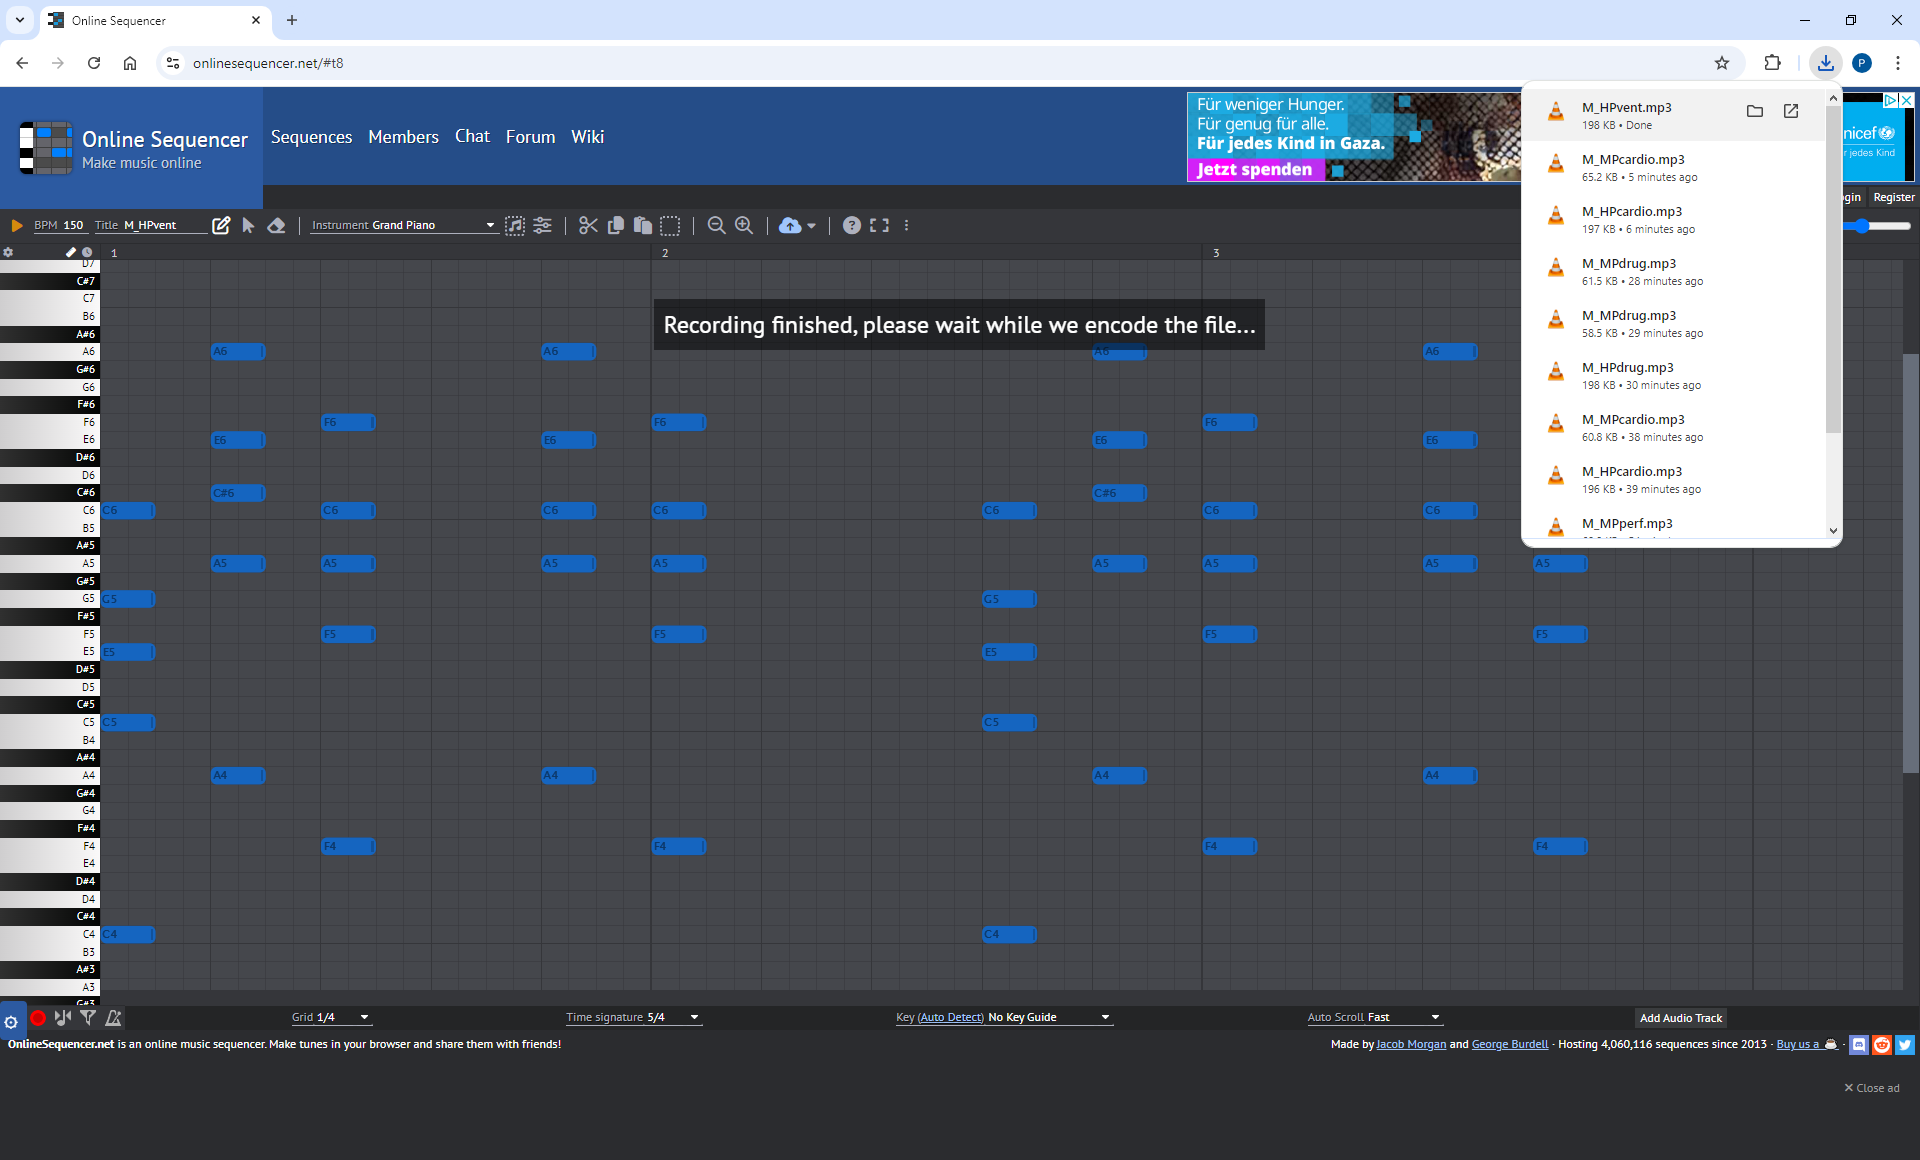 Online Sequencer
onlinesequencer.net/#t8
P
Online Sequencer
Make music online
Sequences Members Chat Forum Wiki
Für weniger Hunger.
Für genug für alle.
Für jedes Kind in Gaza.
Jetzt spenden
nicef
r jedes Kind
gin Register
BPM 150 Title M_HPvent
Instrument Grand Piano
M_HPvent.mp3
198 KB • Done
M_MPcardio.mp3
65.2 KB • 5 minutes ago
M_HPcardio.mp3
197 KB • 6 minutes ago
M_MPdrug.mp3
61.5 KB • 28 minutes ago
M_MPdrug.mp3
58.5 KB • 29 minutes ago
M_HPdrug.mp3
198 KB • 30 minutes ago
M_MPcardio.mp3
60.8 KB • 38 minutes ago
M_HPcardio.mp3
196 KB • 39 minutes ago
M_MPperf.mp3
1 2 3
D7
C#7
C7
B6
Recording finished, please wait while we encode the file...
A#6
A6 A6 A6 A6 A6
G#6
G6
F#6
F6 F6 F6 F6
E6 E6 E6 E6 E6
D#6
D6
C#6 C#6 C#6
C6 C6 C6 C6 C6 C6 C6 C6
B5
A#5
A5 A5 A5 A5 A5 A5 A5 A5 A5
G#5
G5 G5 G5
F#5
F5 F5 F5 F5 F5
E5 E5 E5
D#5
D5
C#5
C5 C5 C5
B4
A#4
A4 A4 A4 A4 A4
G#4
G4
F#4
F4 F4 F4 F4 F4
E4
D#4
D4
C#4
C4 C4 C4
B3
A#3
A3
G#3
Grid 1/4 Time signature 5/4 Key (Auto Detect) No Key Guide Auto Scroll Fast Add Audio Track
OnlineSequencer.net is an online music sequencer. Make tunes in your browser and share them with friends!
Made by Jacob Morgan and George Burdell · Hosting 4,060,116 sequences since 2013 · Buy us a ·
Close ad